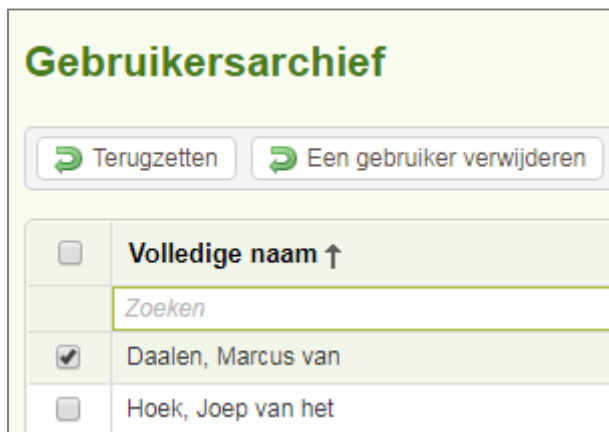 Gebruikersarchief
Terugzetten Een gebruiker verwijderen
Volledige naam ↑
Zoeken
Daalen, Marcus van
Hoek, Joep van het